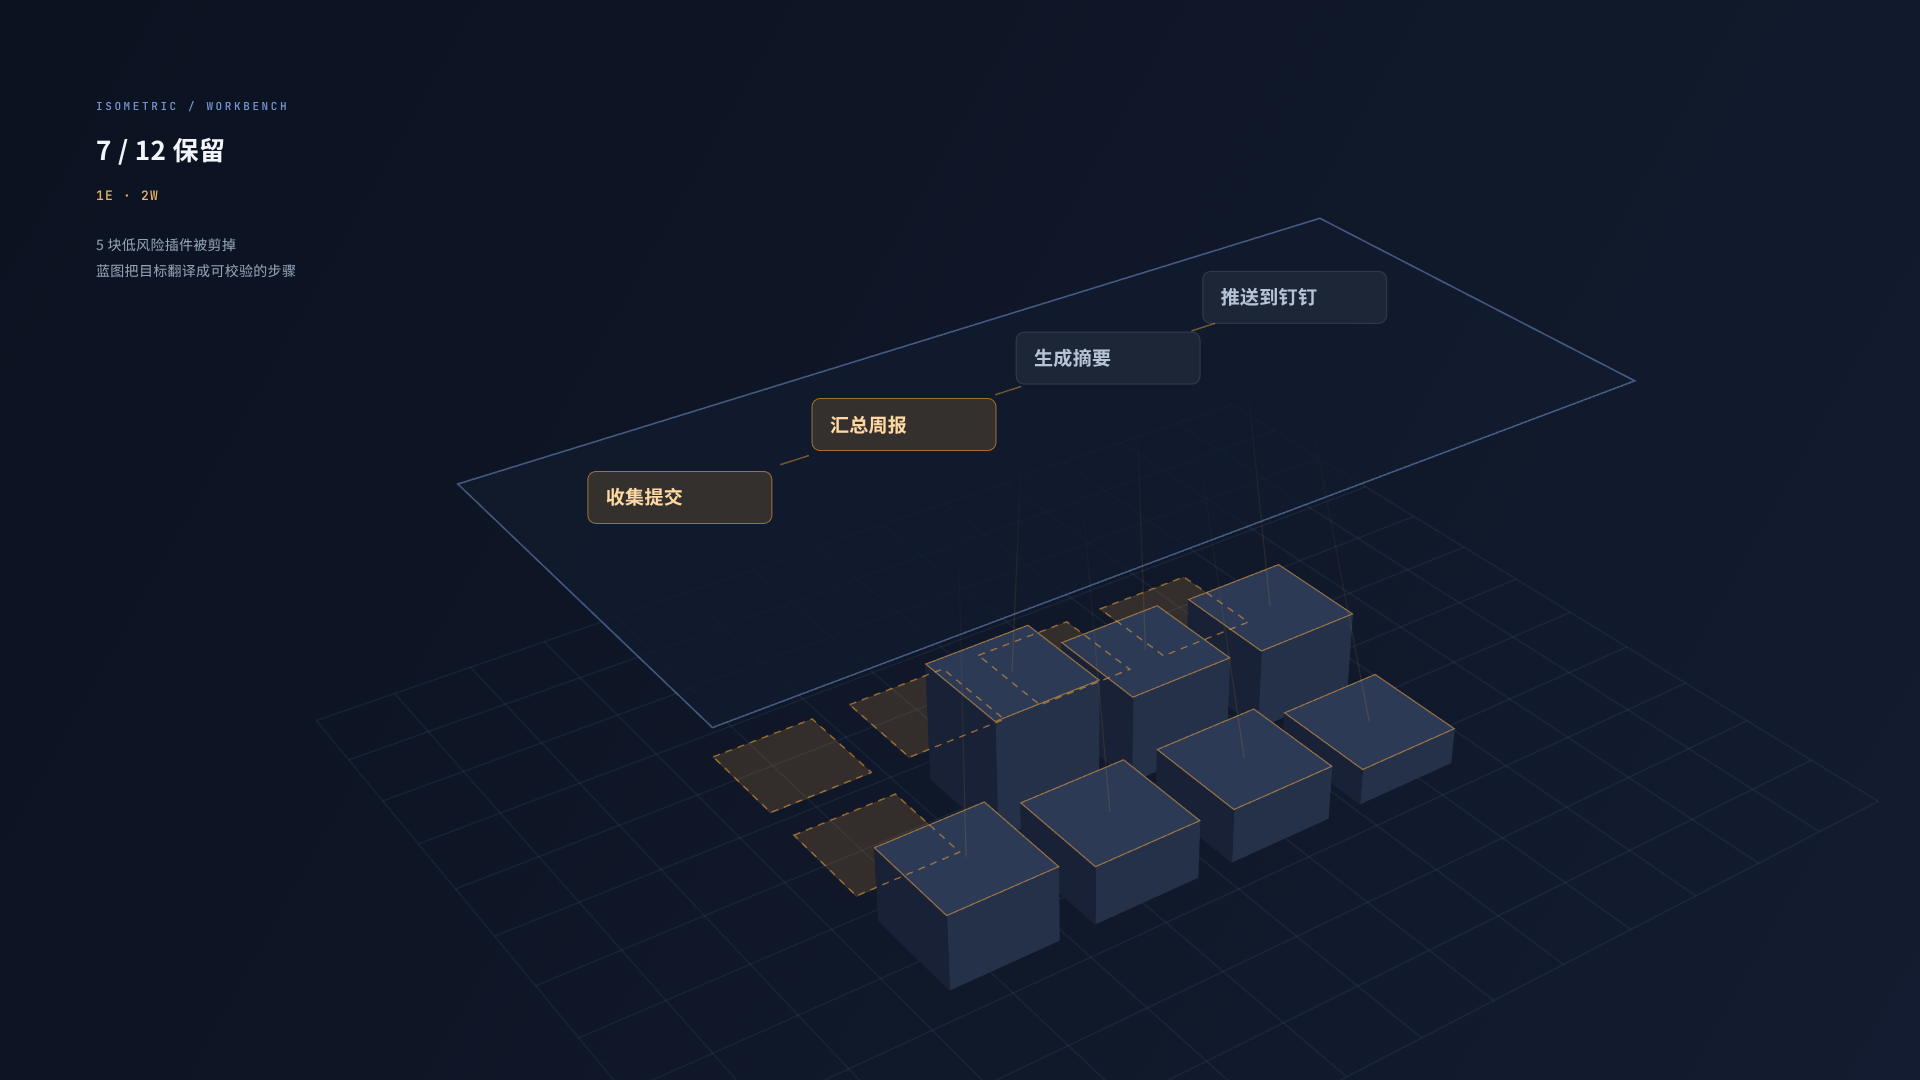 ISOMETRIC / WORKBENCH
7 / 12 保留
1E · 2W
5 块低风险插件被剪掉
蓝图把目标翻译成可校验的步骤
推送到钉钉
生成摘要
汇总周报
收集提交